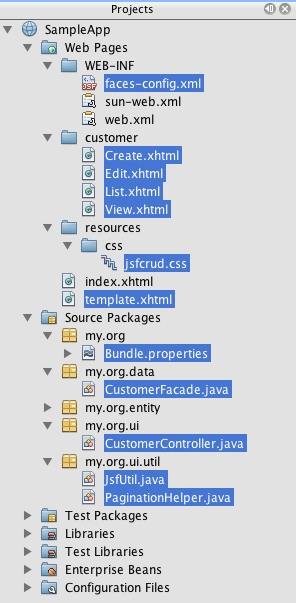 Projects
SampleApp
Web Pages
WEB-INF
faces-config.xml
sun-web.xml
web.xml
customer
Create.xhtml
Edit.xhtml
List.xhtml
View.xhtml
resources
css
jsfcrud.css
index.xhtml
template.xhtml
Source Packages
my.org
Bundle.properties
my.org.data
CustomerFacade.java
my.org.entity
my.org.ui
CustomerController.java
my.org.ui.util
JsfUtil.java
PaginationHelper.java
Test Packages
Libraries
Test Libraries
Enterprise Beans
Configuration Files